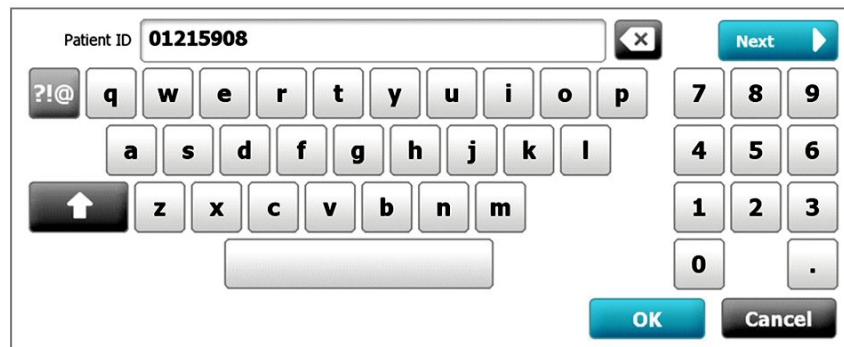 Patient ID 01215908 Next
?!@ q w e r t y u i o p 7 8 9
a s d f g h j k l 4 5 6
z x c v b n m 1 2 3
0 .
OK Cancel